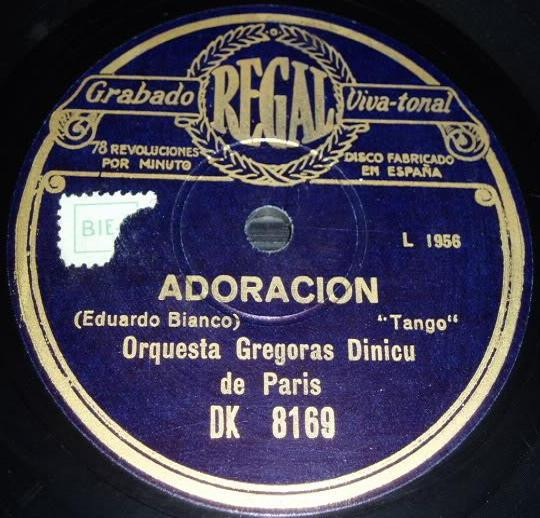 REGAL
Grabado Viva-tonal
78 REVOLUCIONES
POR MINUTO
DISCO FABRICADO
EN ESPAÑA
BIE
L 1956
ADORACION
(Eduardo Bianco) "Tango"
Orquesta Gregoras Dinicu
de Paris
DK 8169